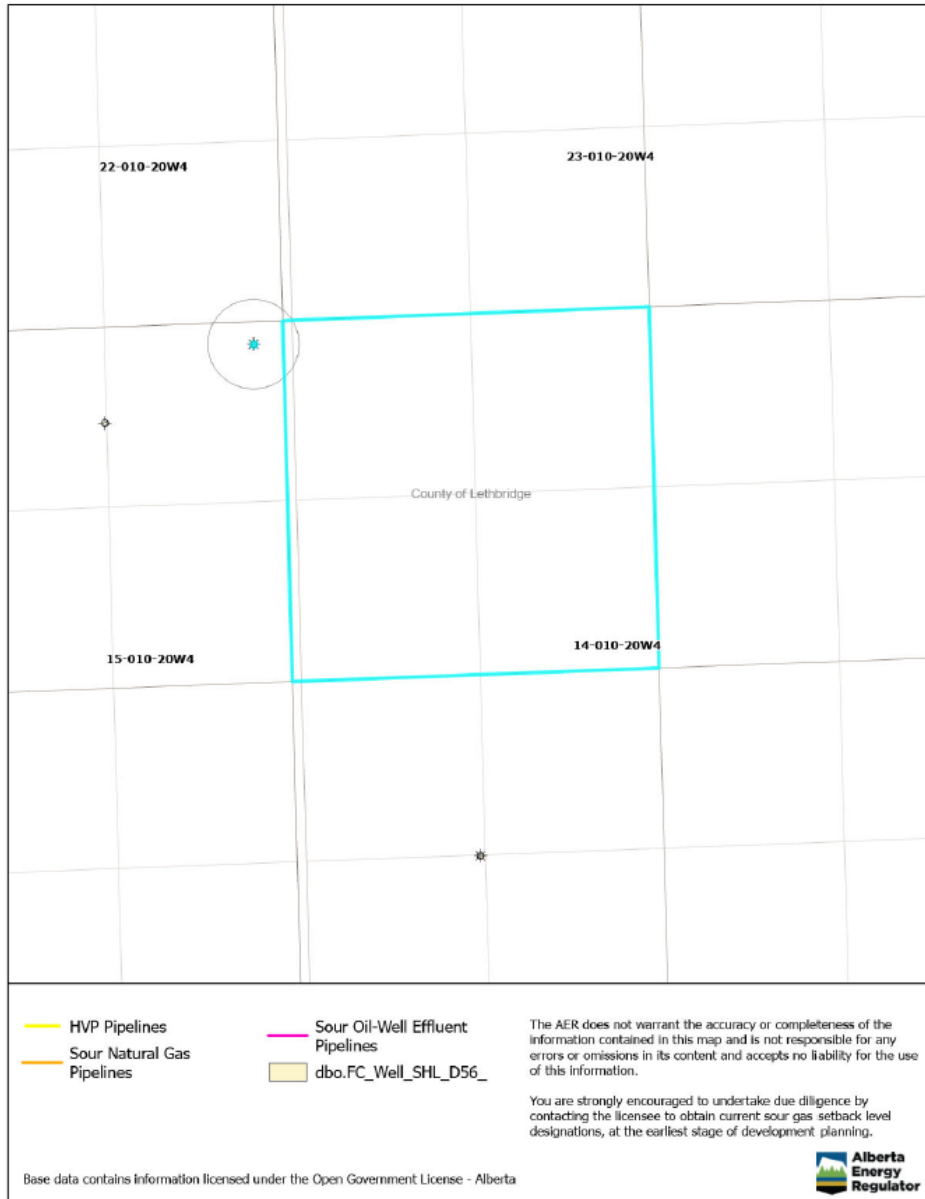 22-010-20W4
23-010-20W4
County of Lethbridge
15-010-20W4
14-010-20W4
HVP Pipelines
Sour Natural Gas
Pipelines
Sour Oil-Well Effluent
Pipelines
dbo.FC_Well_SHL_D56_
The AER does not warrant the accuracy or completeness of the
information contained in this map and is not responsible for any
errors or omissions in its content and accepts no liability for the use
of this information.
You are strongly encouraged to undertake due diligence by
contacting the licensee to obtain current sour gas setback level
designations, at the earliest stage of development planning.
Base data contains information licensed under the Open Government License - Alberta
Alberta
Energy
Regulator